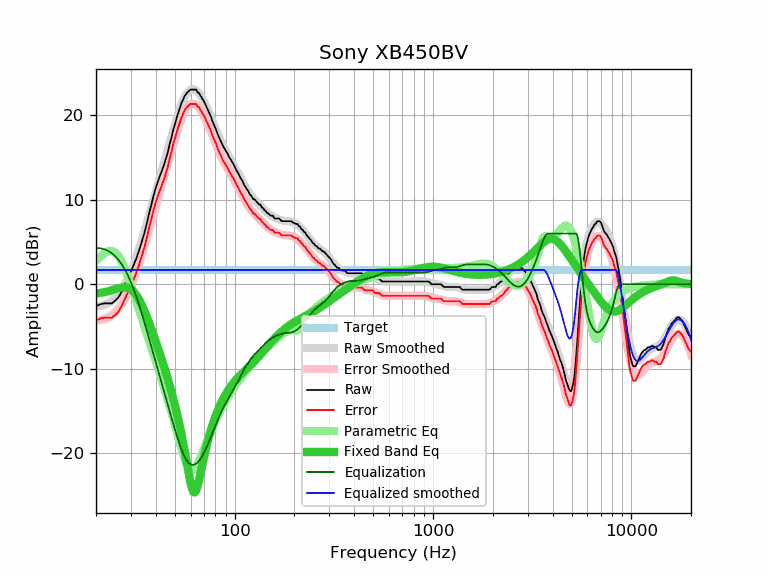 Sony XB450BV
Amplitude (dBr)
20
10
0
−10
−20
Target
Raw Smoothed
Error Smoothed
Raw
Error
Parametric Eq
Fixed Band Eq
Equalization
Equalized smoothed
100
1000
10000
Frequency (Hz)